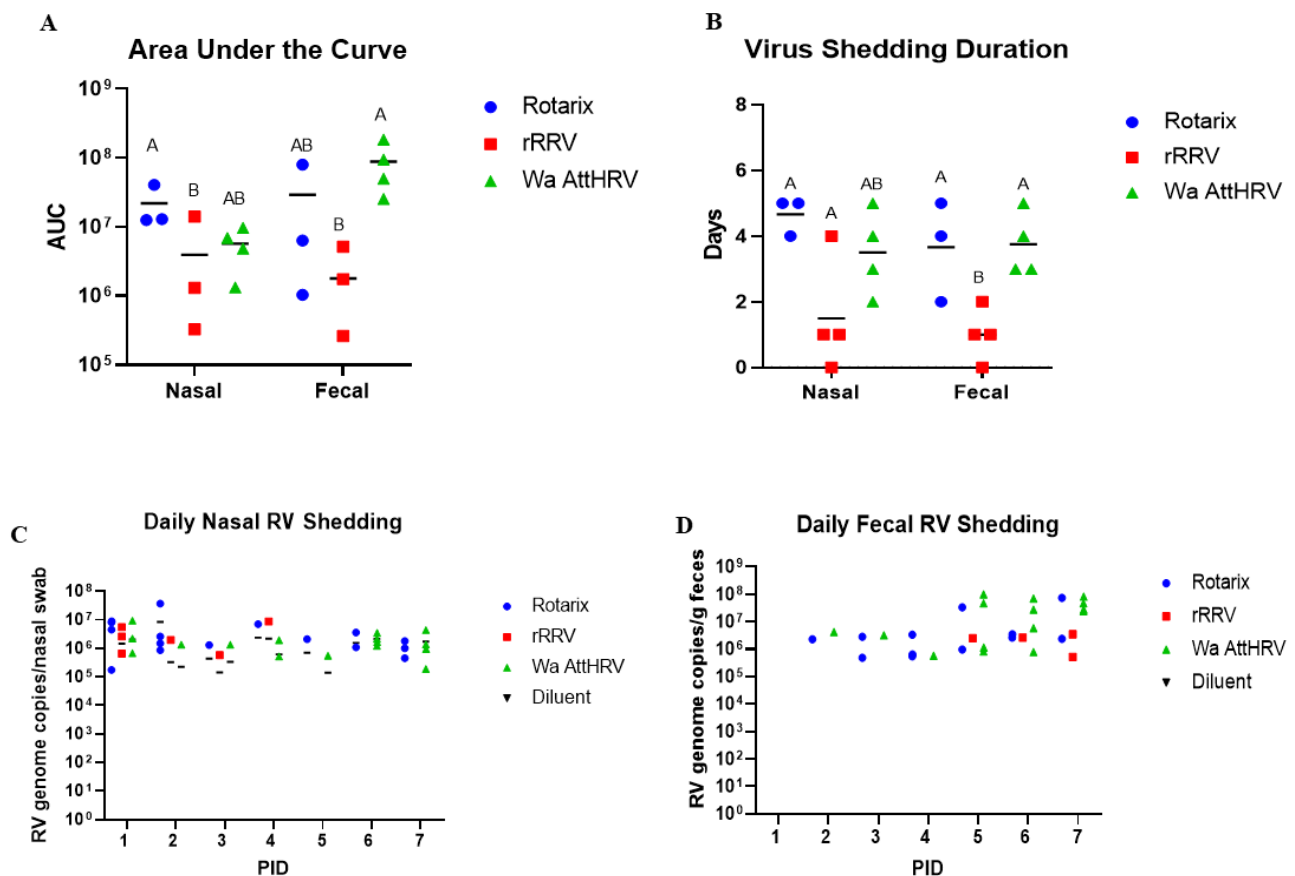 A
Area Under the Curve
AUC
10⁹
10⁸
10⁷
10⁶
10⁵
A
B
AB
AB
B
A
Nasal
Fecal
Rotarix
rRRV
Wa AttHRV
B
Virus Shedding Duration
Days
8
6
4
2
0
A
A
AB
A
B
A
Nasal
Fecal
Rotarix
rRRV
Wa AttHRV
C
Daily Nasal RV Shedding
RV genome copies/nasal swab
10⁸
10⁷
10⁶
10⁵
10⁴
10³
10²
10¹
10⁰
1 2 3 4 5 6 7
PID
Rotarix
rRRV
Wa AttHRV
Diluent
D
Daily Fecal RV Shedding
RV genome copies/g feces
10⁹
10⁸
10⁷
10⁶
10⁵
10⁴
10³
10²
10¹
10⁰
1 2 3 4 5 6 7
PID
Rotarix
rRRV
Wa AttHRV
Diluent